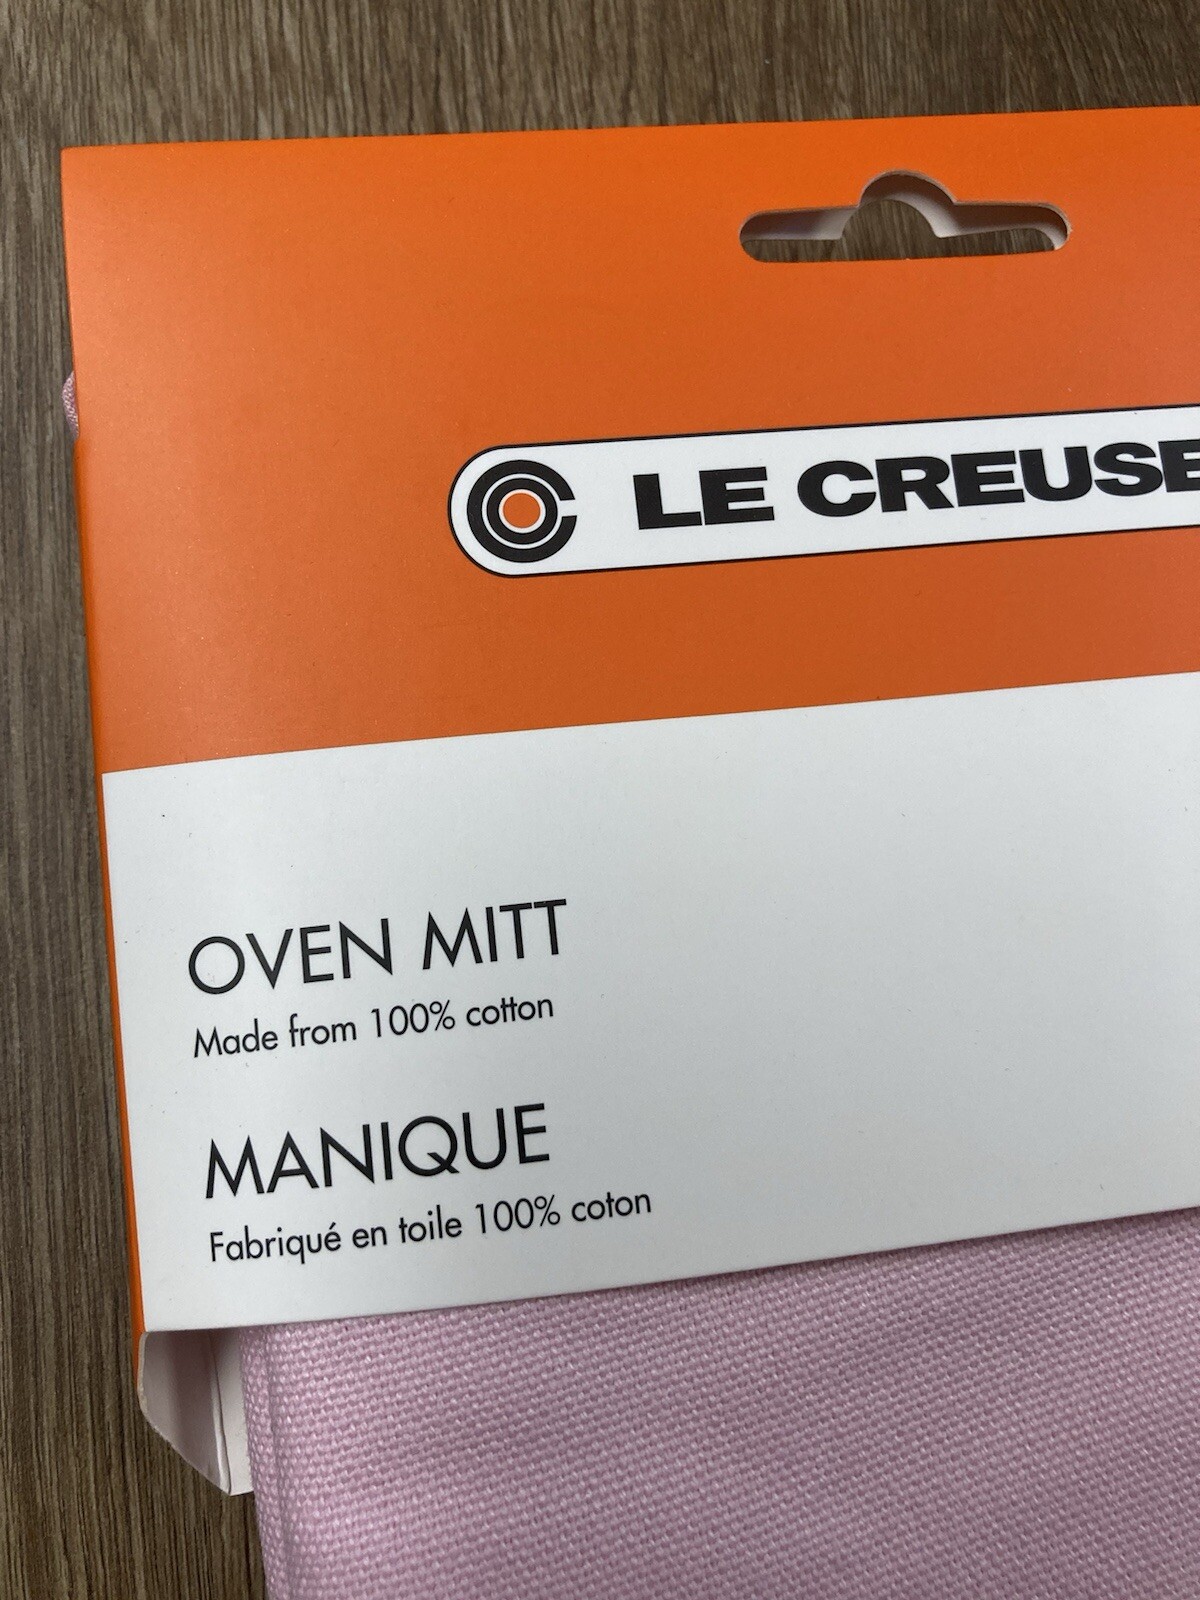 LE CREUSE
OVEN MITT
Made from 100% cotton
MANIQUE
Fabriqué en toile 100% coton